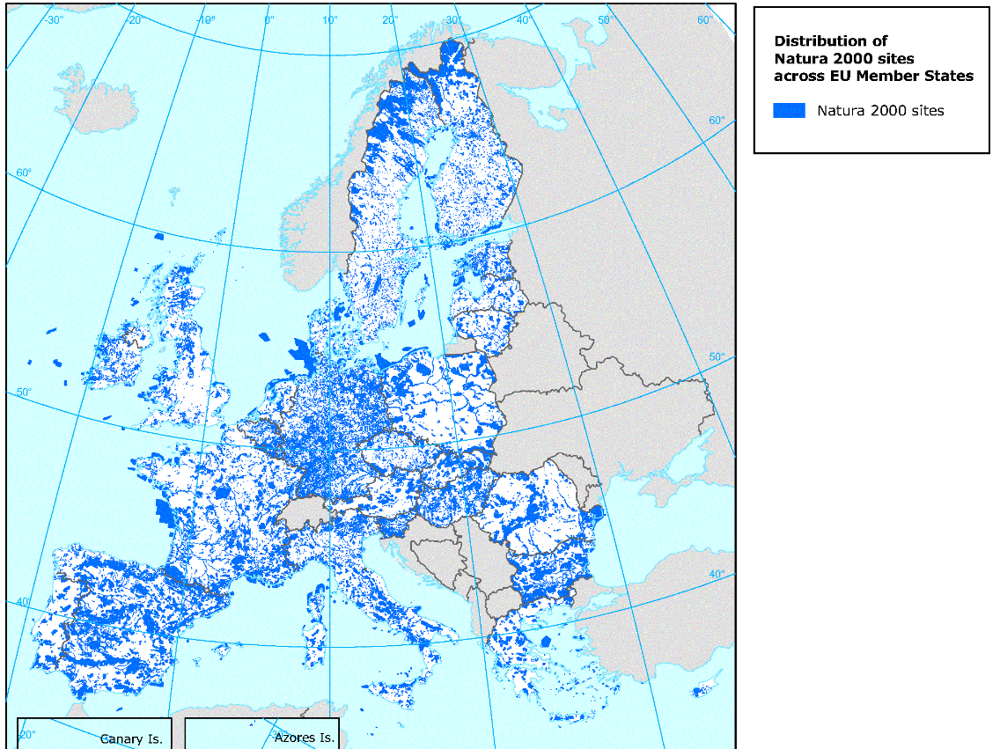 -30° -20° -10° 0° 10° 20° 30° 40° 50° 60°
Distribution of
Natura 2000 sites
across EU Member States
Natura 2000 sites
60°
60°
50°
50°
40°
40°
-20° Canary Is.
-30° Azores Is.